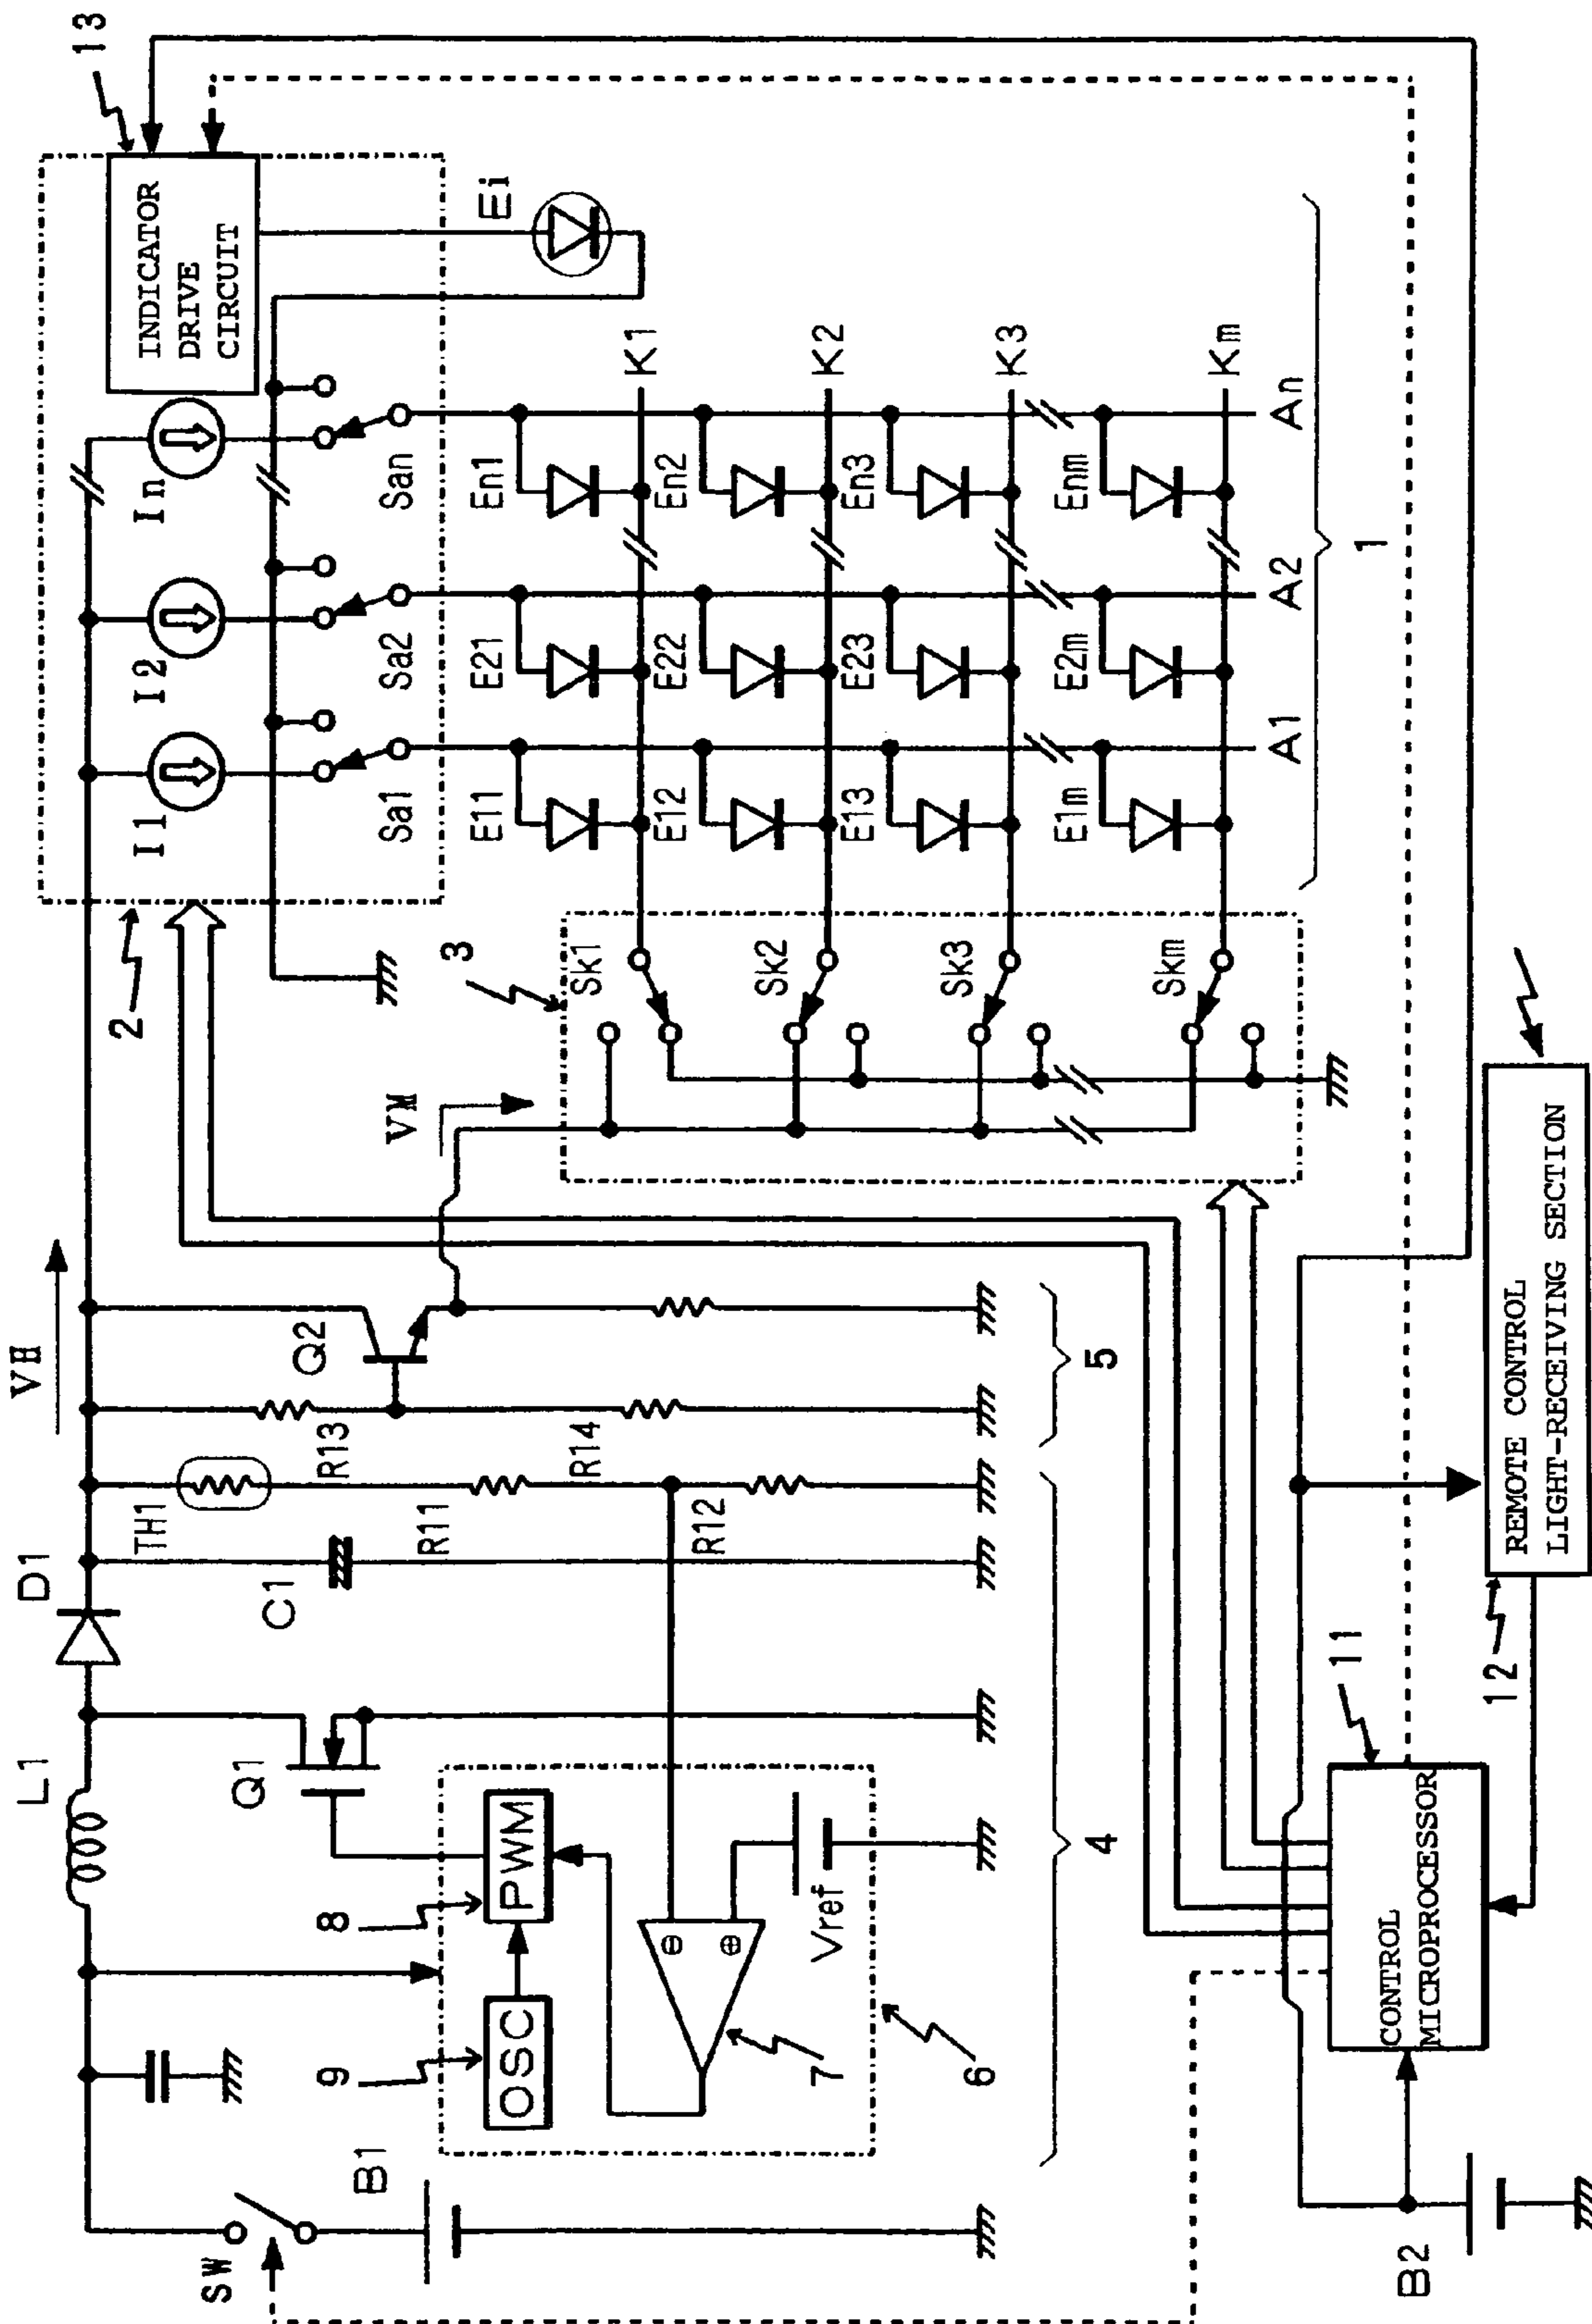 13
INDICATOR
DRIVE
CIRCUIT
Ei
VH
I1
I2
In
2
Sa1
Sa2
San
L1
D1
Q1
C1
TH1
R11
R12
R13
R14
Q2
SW
B1
9
OSC
8
PWM
7
⊖
⊕
Vref
6
4
5
VM
3
Sk1
Sk2
Sk3
Skm
E11
E21
En1
K1
E12
E22
En2
K2
E13
E23
En3
K3
E1m
E2m
Enm
Km
A1
A2
An
1
B2
CONTROL
MICROPROCESSOR
11
12
REMOTE CONTROL
LIGHT-RECEIVING SECTION